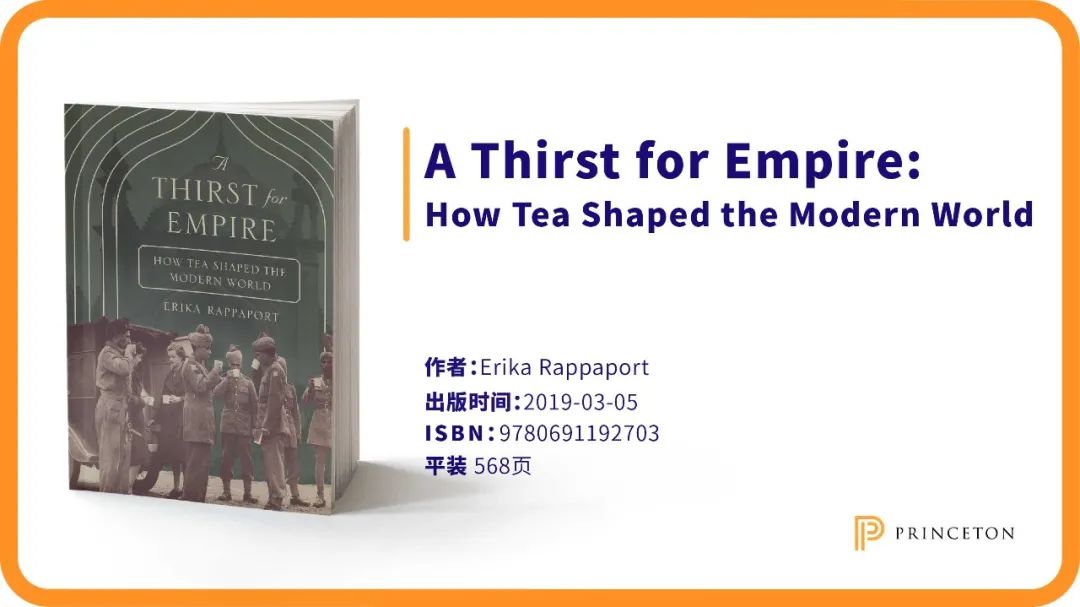 A
THIRST for
EMPIRE
HOW TEA SHAPED THE
MODERN WORLD
ERIKA RAPPAPORT
A Thirst for Empire:
How Tea Shaped the Modern World
作者：Erika Rappaport
出版时间：2019-03-05
ISBN：9780691192703
平装 568页
PRINCETON